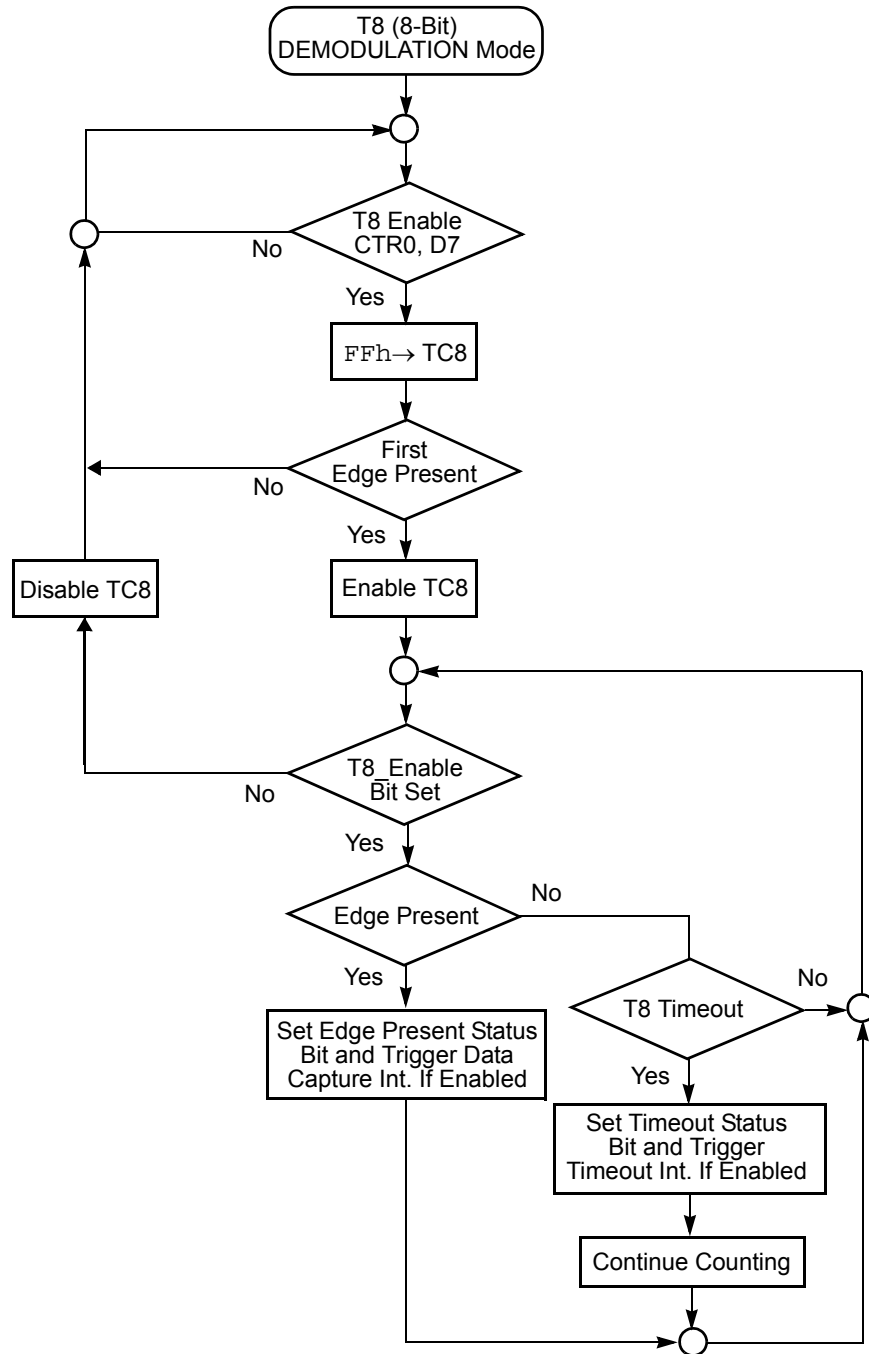 T8 (8-Bit)
DEMODULATION Mode
T8 Enable
CTR0, D7
No
Yes
FFh→ TC8
First
Edge Present
No
Yes
Disable TC8
Enable TC8
T8_Enable
Bit Set
No
Yes
Edge Present
No
Yes
T8 Timeout
No
Set Edge Present Status
Bit and Trigger Data
Capture Int. If Enabled
Yes
Set Timeout Status
Bit and Trigger
Timeout Int. If Enabled
Continue Counting